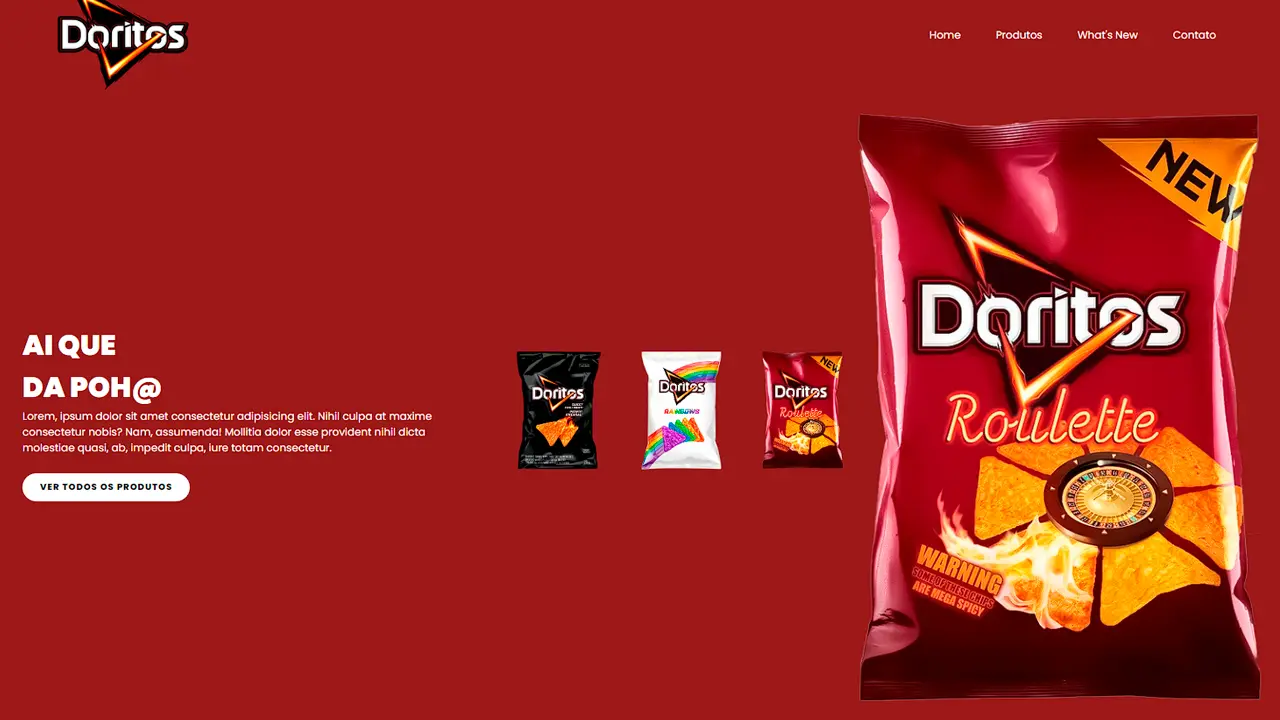 Doritos
Home
Produtos
What's New
Contato
AI QUE
DA POH@
Lorem, ipsum dolor sit amet consectetur adipisicing elit. Nihil culpa at maxime
consectetur nobis? Nam, assumenda! Mollitia dolor esse provident nihil dicta
molestiae quasi, ab, impedit culpa, iure totam consectetur.
VER TODOS OS PRODUTOS
Doritos
Doritos
RAINBOWS
NEW
Doritos
Roulette
NEW
Doritos
Roulette
WARNING
SOME OF THESE CHIPS
ARE MEGA SPICY